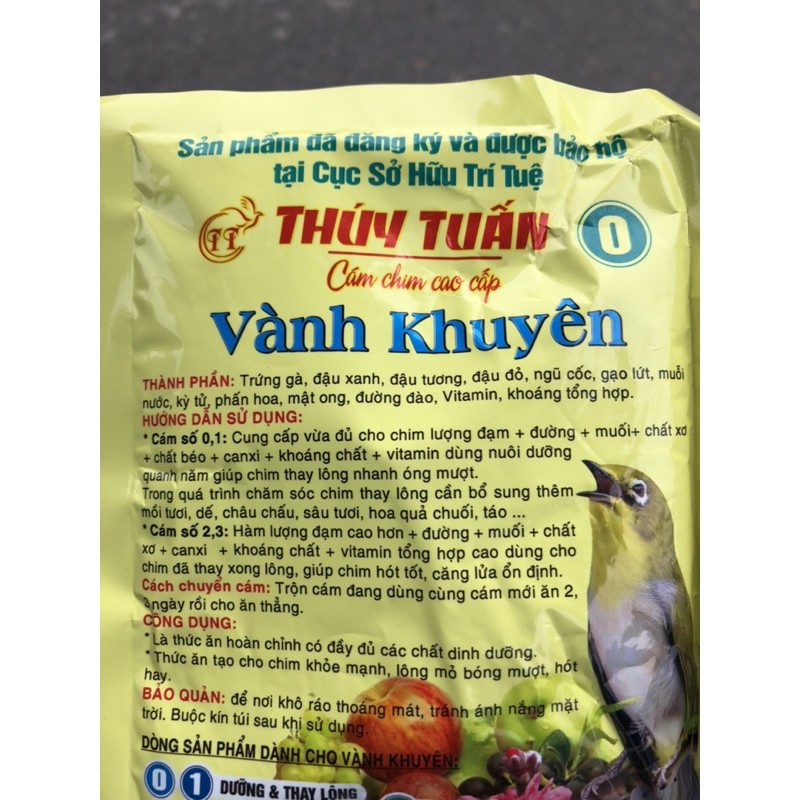 Sản phẩm đã đăng ký và được bảo hộ
tại Cục Sở Hữu Trí Tuệ
THÚY TUẤN 0
Cám chim cao cấp
Vành Khuyên
THÀNH PHẦN: Trứng gà, đậu xanh, đậu tương, đậu đỏ, ngũ cốc, gạo lứt, muỗi
nước, kỳ tử, phấn hoa, mật ong, đường đào, Vitamin, khoáng tổng hợp.
HƯỚNG DẪN SỬ DỤNG:
* Cám số 0,1: Cung cấp vừa đủ cho chim lượng đạm + đường + muối+ chất xơ
+ chất béo + canxi + khoáng chất + vitamin dùng nuôi dưỡng
quanh năm giúp chim thay lông nhanh óng mượt.
Trong quá trình chăm sóc chim thay lông cần bổ sung thêm
mồi tươi, dế, châu chấu, sâu tươi, hoa quả chuối, táo ...
* Cám số 2,3: Hàm lượng đạm cao hơn + đường + muối + chất
xơ + canxi + khoáng chất + vitamin tổng hợp cao dùng cho
chim đã thay xong lông, giúp chim hót tốt, căng lửa ổn định.
Cách chuyển cám: Trộn cám đang dùng cùng cám mới ăn 2,
3 ngày rồi cho ăn thẳng.
CÔNG DỤNG:
* Là thức ăn hoàn chỉnh có đầy đủ các chất dinh dưỡng.
* Thức ăn tạo cho chim khỏe mạnh, lông mỏ bóng mượt, hót
hay.
BẢO QUẢN: để nơi khô ráo thoáng mát, tránh ánh nắng mặt
trời. Buộc kín túi sau khi sử dụng.
DÒNG SẢN PHẨM DÀNH CHO VÀNH KHUYÊN:
0 1 DƯỠNG & THAY LÔNG